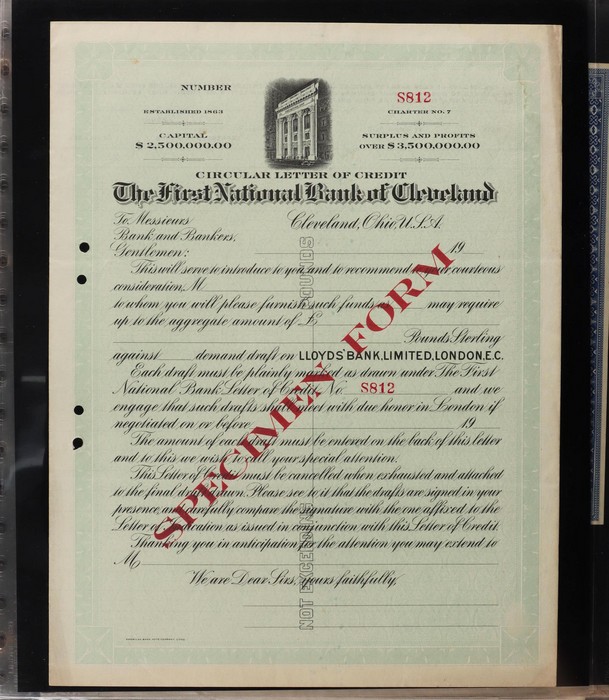 NUMBER
S812
ESTABLISHED 1863
CHARTER NO. 7
CAPITAL
$2,500,000.00
SURPLUS AND PROFITS
OVER $3,500,000.00
CIRCULAR LETTER OF CREDIT
The First National Bank of Cleveland
To Messieurs
Cleveland, Ohio, U.S.A.
Bank and Bankers,
Gentlemen:
19
This will serve to introduce to you and to recommend to your courteous
consideration, M
to whom you will please furnish such funds as may require
up to the aggregate amount of £
Pounds Sterling
against demand draft on LLOYDS' BANK, LIMITED, LONDON, E.C.
Each draft must be plainly marked as drawn under The First
National Bank Letter of Credit, No. S812 and we
engage that such drafts shall meet with due honor in London if
negotiated on or before 19
The amount of each draft must be entered on the back of this letter
and to this we wish to call your special attention.
This Letter of Credit must be cancelled when exhausted and attached
to the final draft drawn. Please see to it that the drafts are signed in your
presence, and carefully compare the signature with the one affixed to the
Letter of Indication as issued in conjunction with this Letter of Credit.
Thanking you in anticipation for the attention you may extend to
M
We are Dear Sirs, Yours faithfully,
SPECIMEN FORM
NOT EXCEEDING
POUNDS